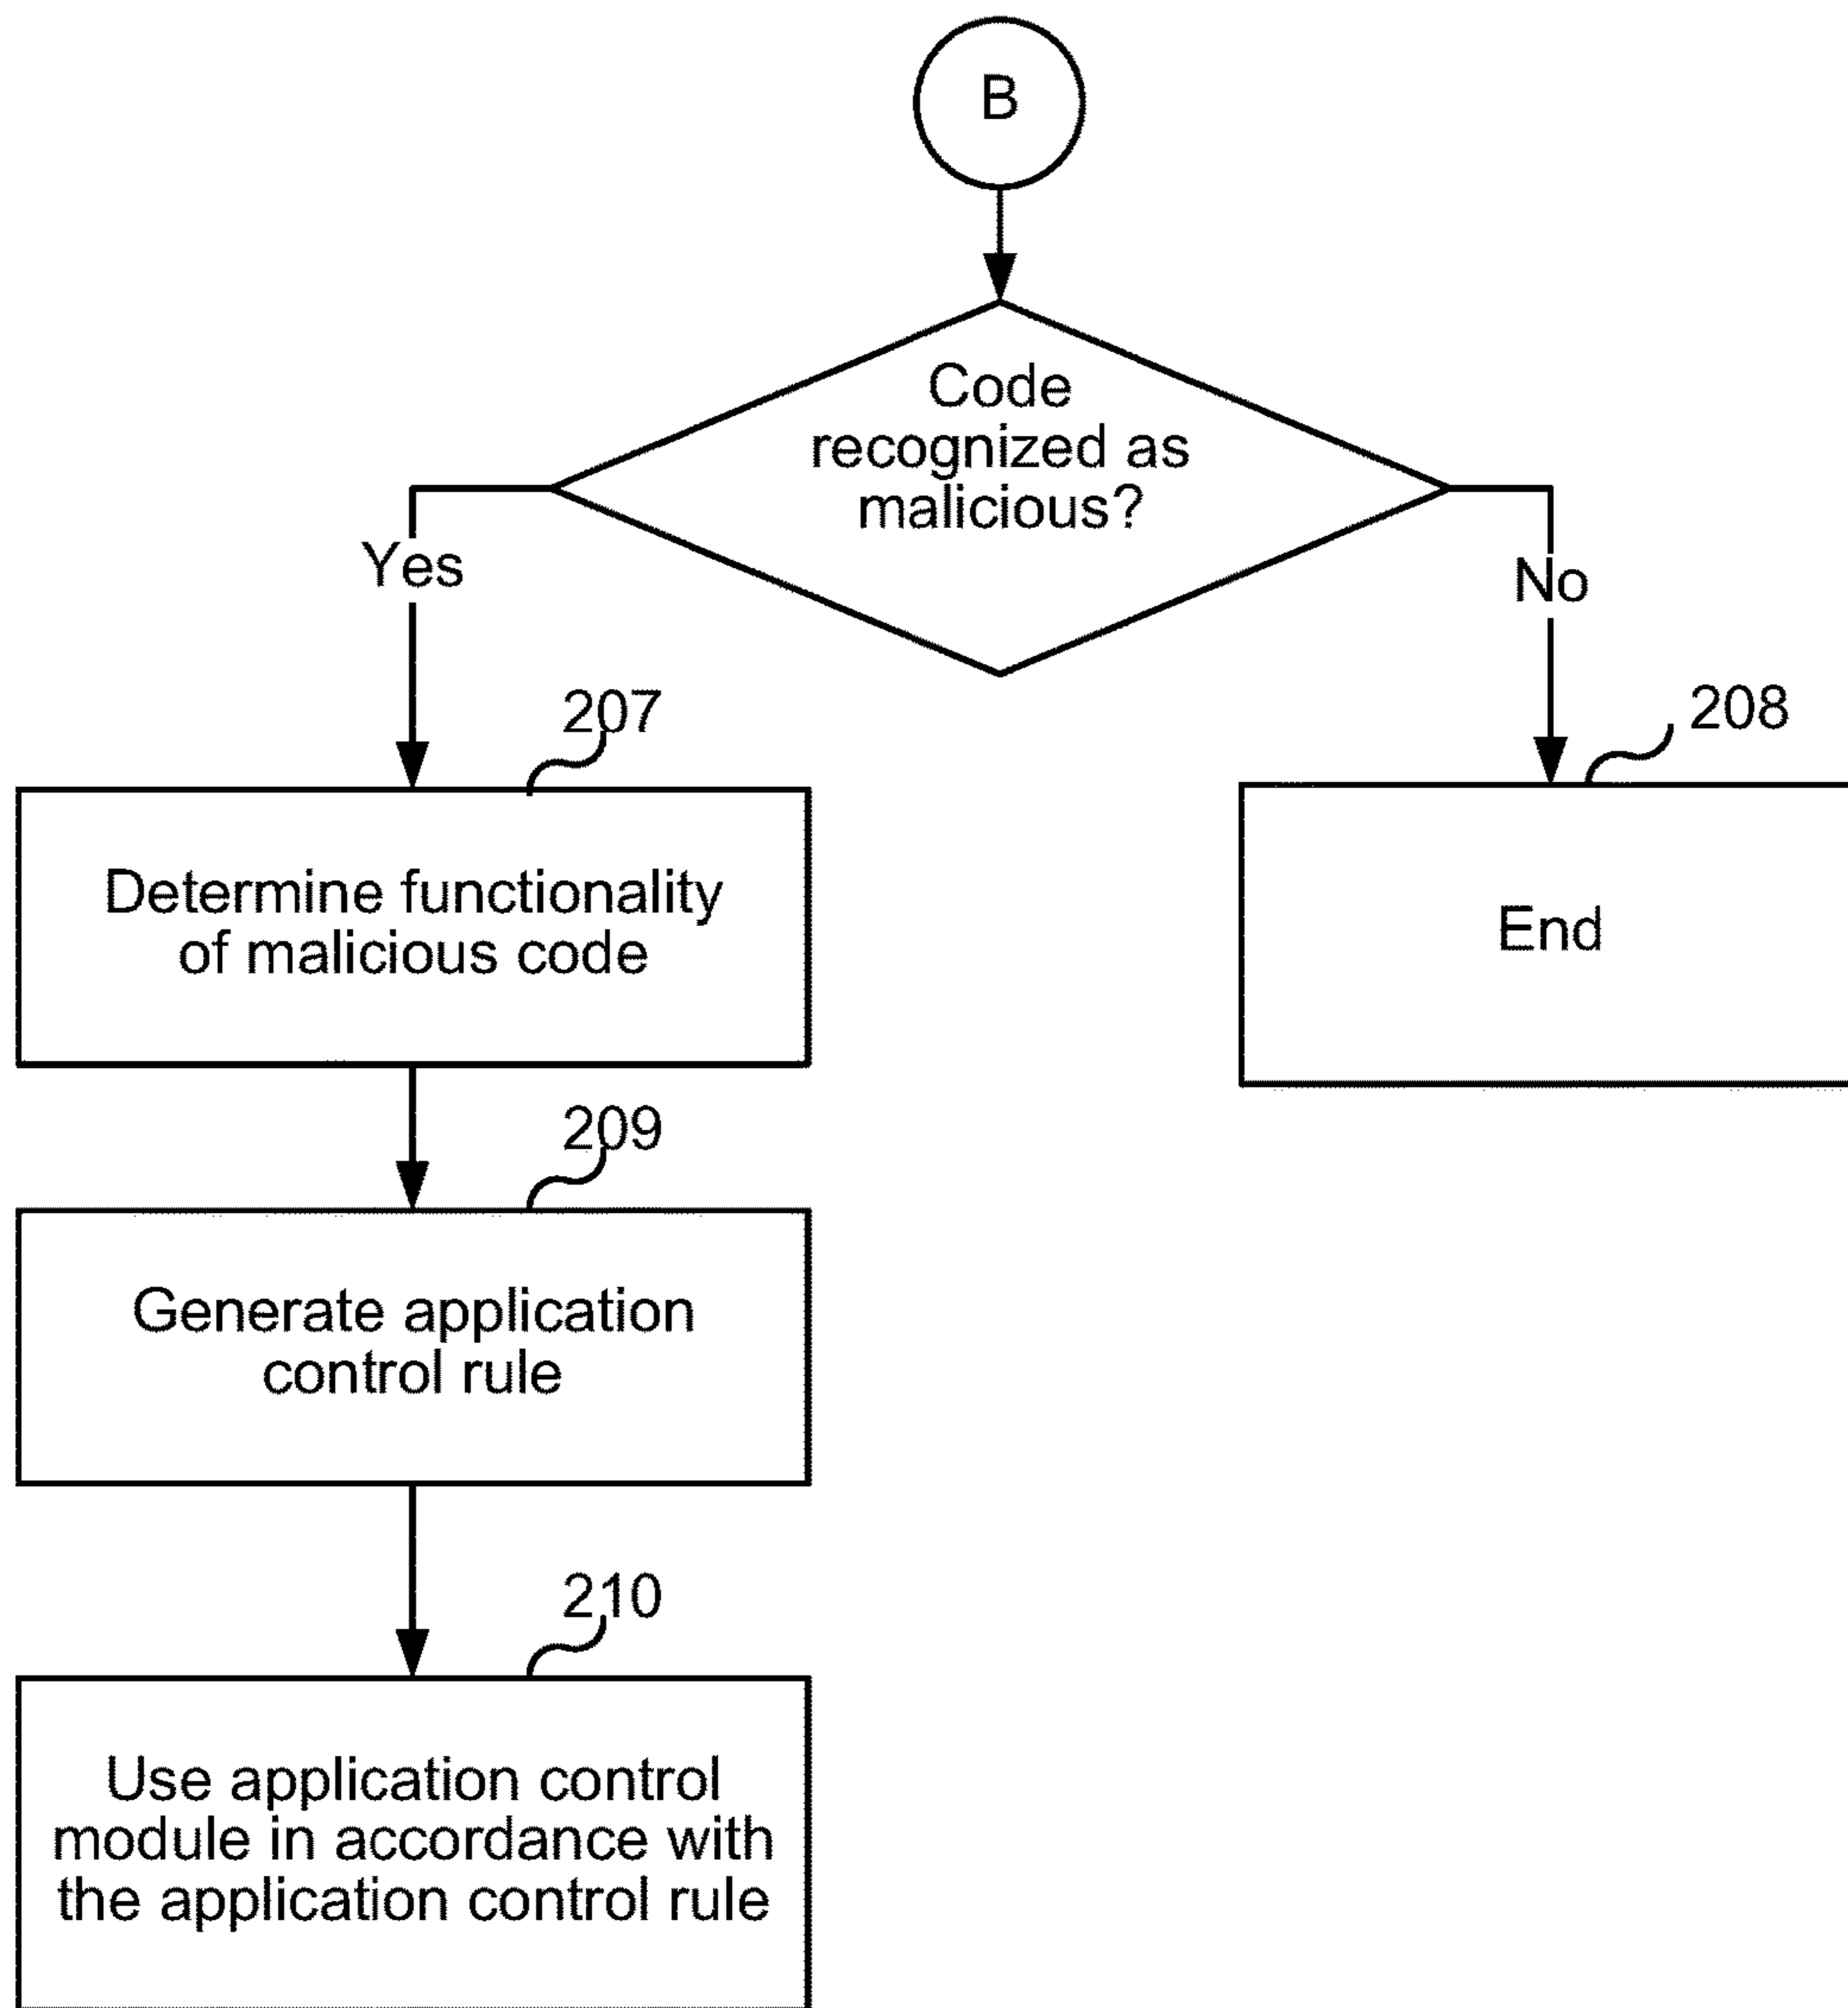 B
Code
recognized as
malicious?
Yes
No
207
208
Determine functionality
of malicious code
End
209
Generate application
control rule
210
Use application control
module in accordance with
the application control rule